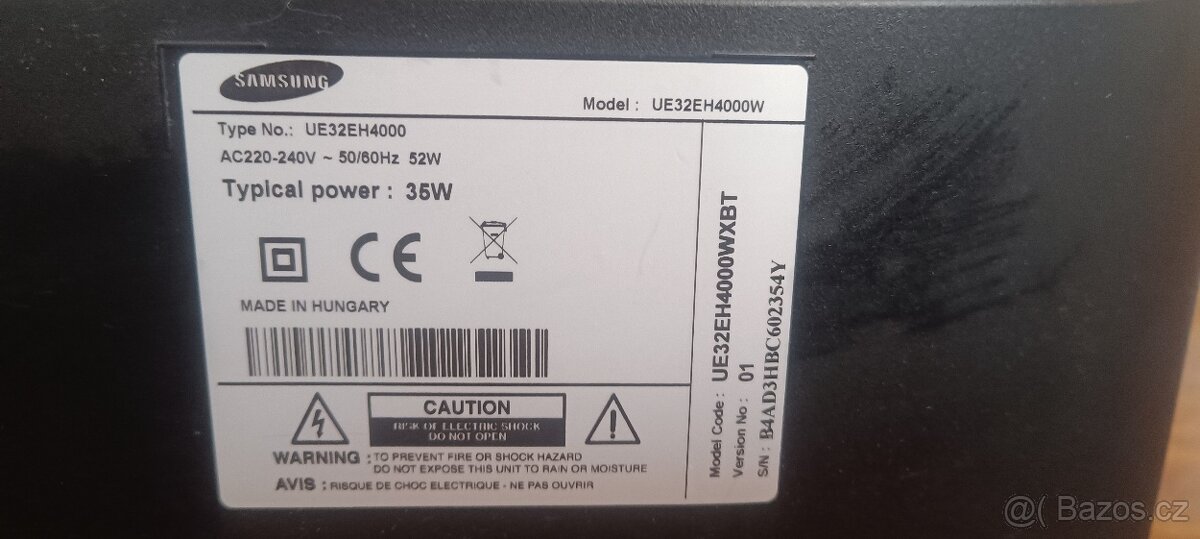 SAMSUNG
Model : UE32EH4000W
Type No.: UE32EH4000
AC220-240V ~ 50/60Hz 52W
Typical power : 35W
CE
MADE IN HUNGARY
CAUTION
RISK OF ELECTRIC SHOCK
DO NOT OPEN
WARNING : TO PREVENT FIRE OR SHOCK HAZARD
DO NOT EXPOSE THIS UNIT TO RAIN OR MOISTURE
AVIS : RISQUE DE CHOC ELECTRIQUE - NE PAS OUVRIR
Model Code : UE32EH4000WXBT
Version No : 01
S/N : B4AD3HBC602354Y
@( Bazos.cz